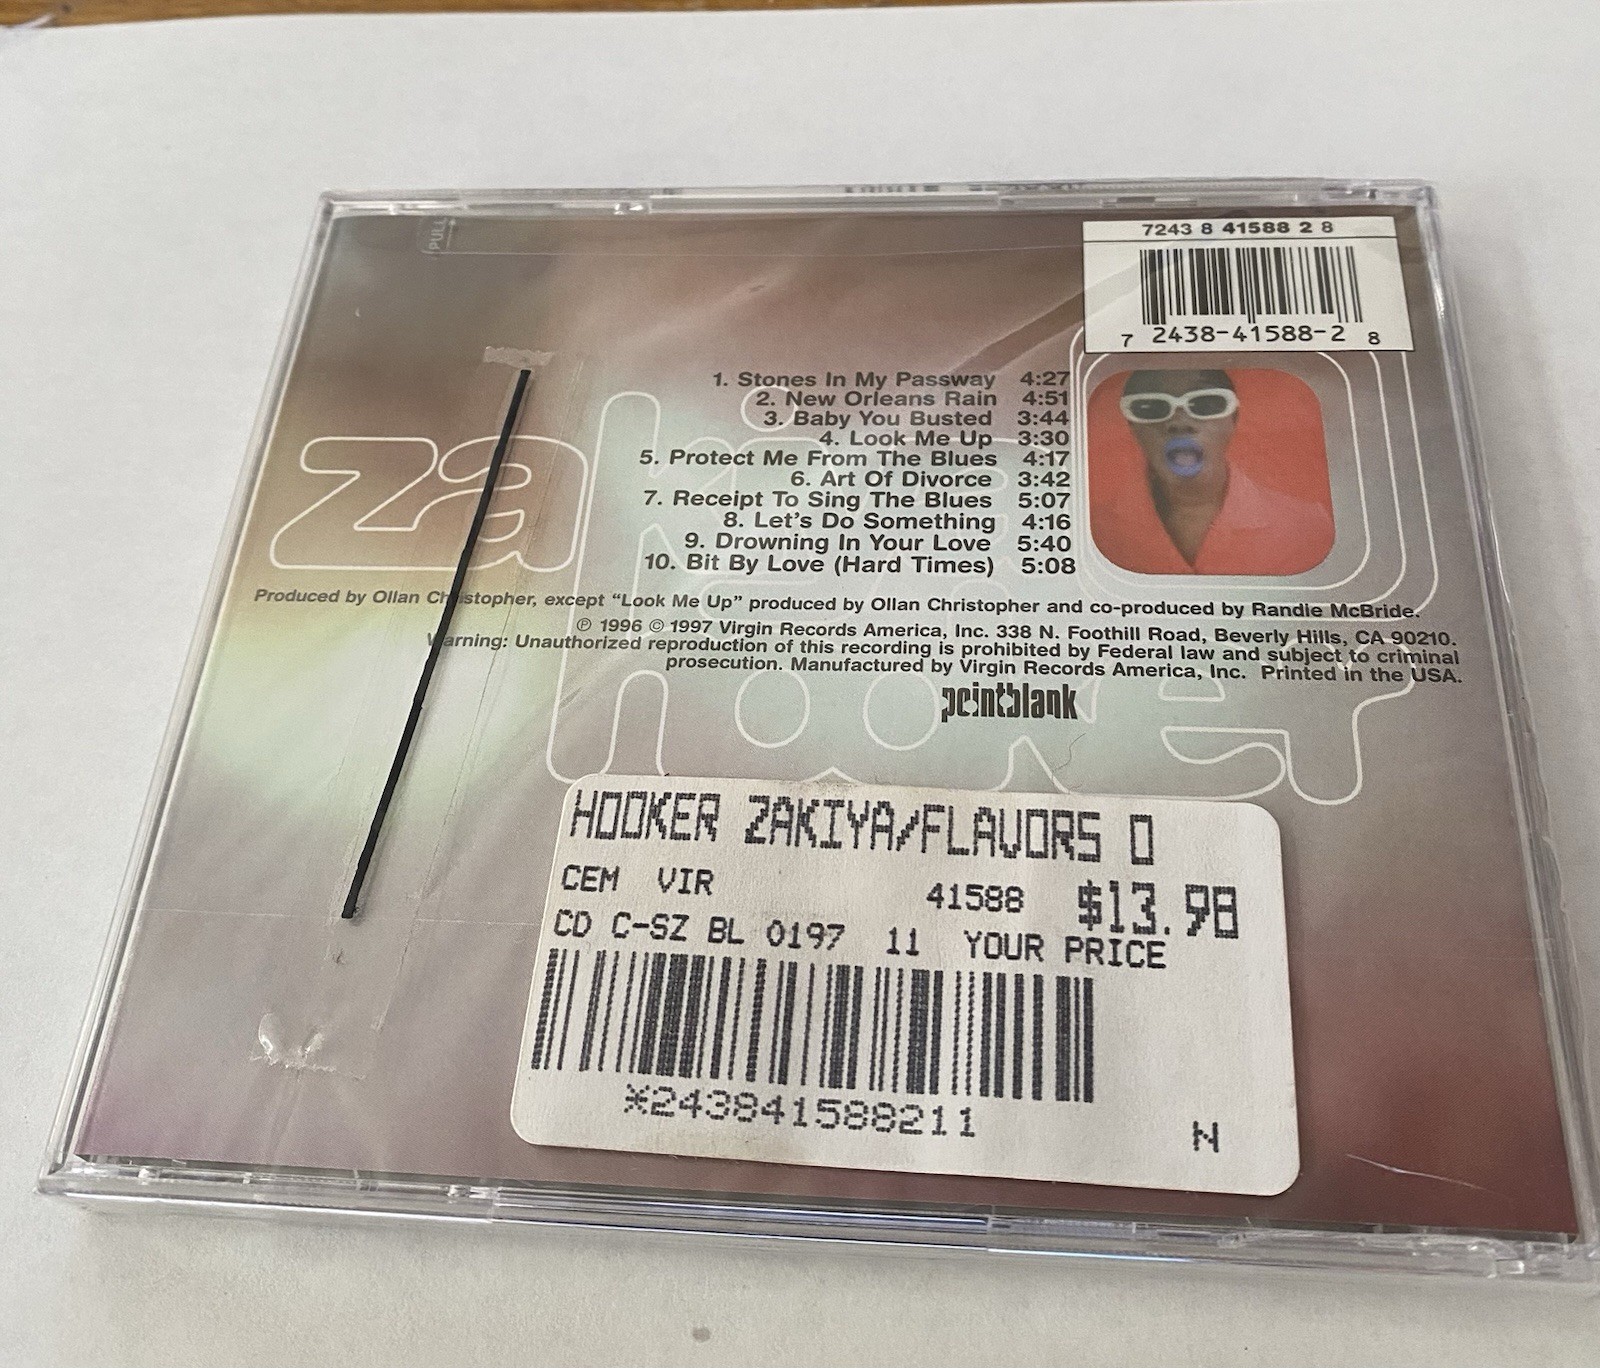 PULL
7243 8 41588 2 8
7 2438-41588-2 8
1. Stones In My Passway 4:27
2. New Orleans Rain 4:51
3. Baby You Busted 3:44
4. Look Me Up 3:30
5. Protect Me From The Blues 4:17
6. Art Of Divorce 3:42
7. Receipt To Sing The Blues 5:07
8. Let's Do Something 4:16
9. Drowning In Your Love 5:40
10. Bit By Love (Hard Times) 5:08
zakiya
Produced by Ollan Christopher, except “Look Me Up” produced by Ollan Christopher and co-produced by Randie McBride.
℗ 1996 © 1997 Virgin Records America, Inc. 338 N. Foothill Road, Beverly Hills, CA 90210.
Warning: Unauthorized reproduction of this recording is prohibited by Federal law and subject to criminal
prosecution. Manufactured by Virgin Records America, Inc. Printed in the USA.
pointblank
hooker
HOOKER ZAKIYA/FLAVORS O
CEM VIR 41588 $13.98
CD C-SZ BL 0197 11 YOUR PRICE
*243841588211
N